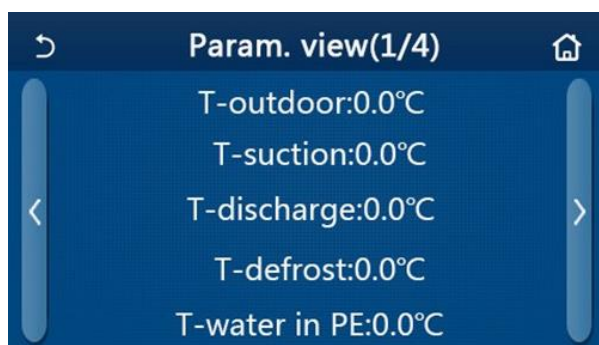 Param. view(1/4)
T-outdoor:0.0℃
T-suction:0.0℃
T-discharge:0.0℃
T-defrost:0.0℃
T-water in PE:0.0℃